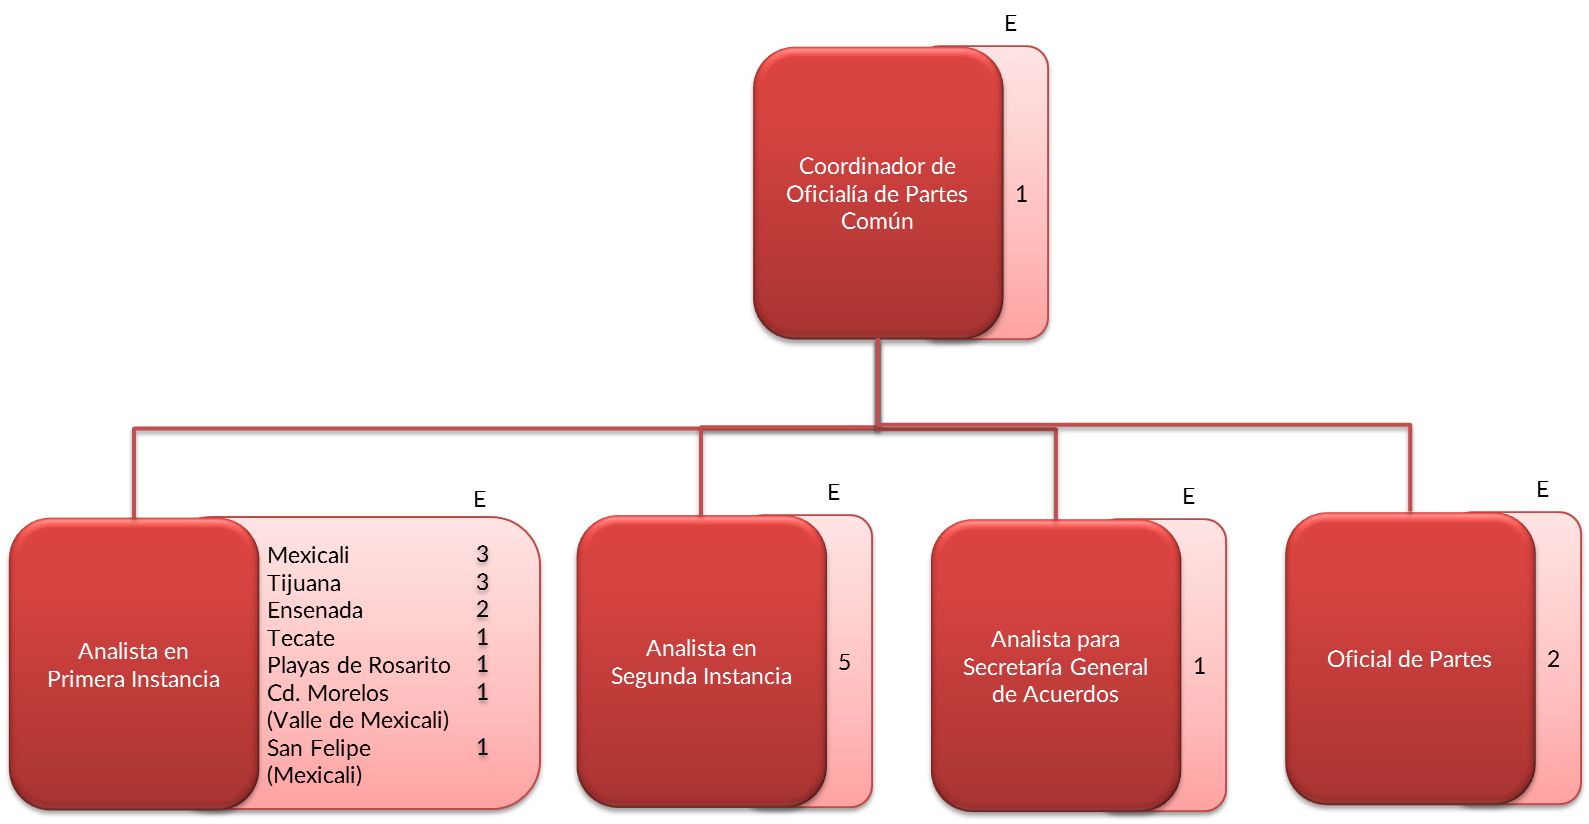 E
Coordinador de
Oficialía de Partes
Común
1
E
Analista en
Primera Instancia
Mexicali 3
Tijuana 3
Ensenada 2
Tecate 1
Playas de Rosarito 1
Cd. Morelos 1
(Valle de Mexicali)
San Felipe 1
(Mexicali)
E
Analista en
Segunda Instancia
5
E
Analista para
Secretaría General
de Acuerdos
1
E
Oficial de Partes
2